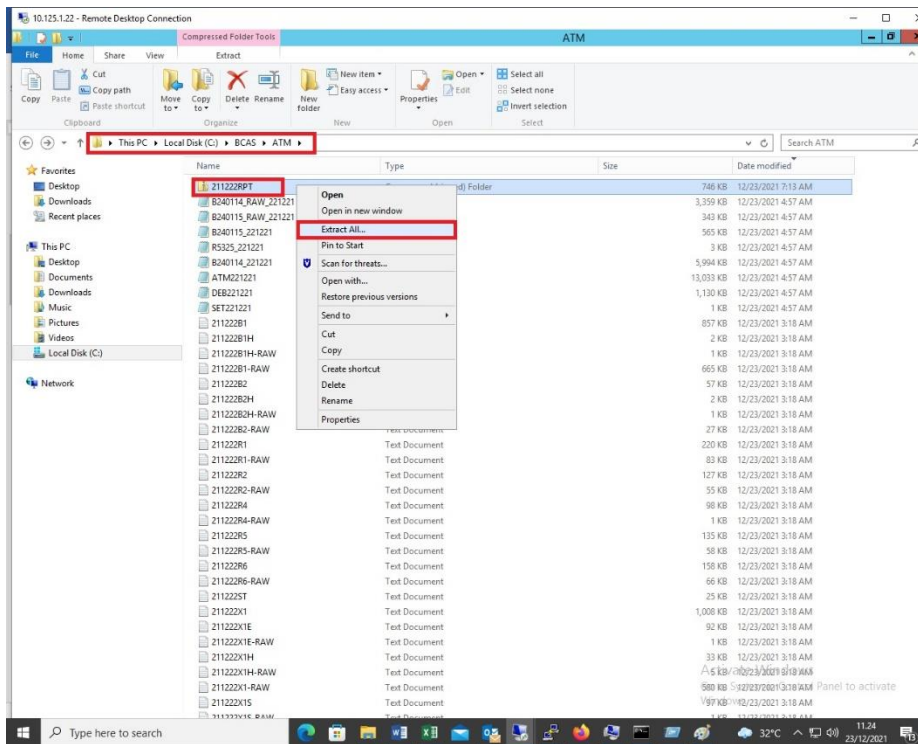 10.125.1.22 - Remote Desktop Connection
Compressed Folder Tools
ATM
File Home Share View Extract
Copy
Paste
Cut
Copy path
Paste shortcut
Move to
Copy to
Delete
Rename
New folder
New item
Easy access
Properties
Open
Edit
Select all
Select none
Invert selection
Clipboard Organize New Open Select
This PC Local Disk (C:) BCAS ATM
Search ATM
Favorites
Desktop
Downloads
Recent places
This PC
Desktop
Documents
Downloads
Music
Pictures
Videos
Local Disk (C:)
Network
Name Type Size Date modified
211222RPT Folder 746 KB 12/23/2021 7:13 AM
B240114_RAW_221221 3,359 KB 12/23/2021 4:57 AM
B240115_RAW_221221 343 KB 12/23/2021 4:57 AM
B240115_221221 565 KB 12/23/2021 4:57 AM
R5325_221221 3 KB 12/23/2021 4:57 AM
B240114_221221 5,994 KB 12/23/2021 4:57 AM
ATM221221 13,033 KB 12/23/2021 4:57 AM
DEB221221 1,130 KB 12/23/2021 4:57 AM
SET221221 1 KB 12/23/2021 4:57 AM
211222B1 857 KB 12/23/2021 3:18 AM
211222B1H 2 KB 12/23/2021 3:18 AM
211222B1H-RAW 1 KB 12/23/2021 3:18 AM
211222B1-RAW 665 KB 12/23/2021 3:18 AM
211222B2 57 KB 12/23/2021 3:18 AM
211222B2H 2 KB 12/23/2021 3:18 AM
211222B2H-RAW 1 KB 12/23/2021 3:18 AM
211222B2-RAW Text Document 27 KB 12/23/2021 3:18 AM
211222R1 Text Document 220 KB 12/23/2021 3:18 AM
211222R1-RAW Text Document 83 KB 12/23/2021 3:18 AM
211222R2 Text Document 127 KB 12/23/2021 3:18 AM
211222R2-RAW Text Document 55 KB 12/23/2021 3:18 AM
211222R4 Text Document 98 KB 12/23/2021 3:18 AM
211222R4-RAW Text Document 1 KB 12/23/2021 3:18 AM
211222R5 Text Document 135 KB 12/23/2021 3:18 AM
211222R5-RAW Text Document 58 KB 12/23/2021 3:18 AM
211222R6 Text Document 158 KB 12/23/2021 3:18 AM
211222R6-RAW Text Document 66 KB 12/23/2021 3:18 AM
211222ST Text Document 25 KB 12/23/2021 3:18 AM
211222X1 Text Document 1,008 KB 12/23/2021 3:18 AM
211222X1E Text Document 92 KB 12/23/2021 3:18 AM
211222X1E-RAW Text Document 1 KB 12/23/2021 3:18 AM
211222X1H Text Document 33 KB 12/23/2021 3:18 AM
211222X1H-RAW Text Document
211222X1-RAW Text Document 580 KB
211222X1S Text Document 97 KB 12/23/2021 3:18 AM
Open
Open in new window
Extract All...
Pin to Start
Scan for threats...
Open with...
Restore previous versions
Send to
Cut
Copy
Create shortcut
Delete
Rename
Properties
Panel to activate
Type here to search
32°C
11.24
23/12/2021
13